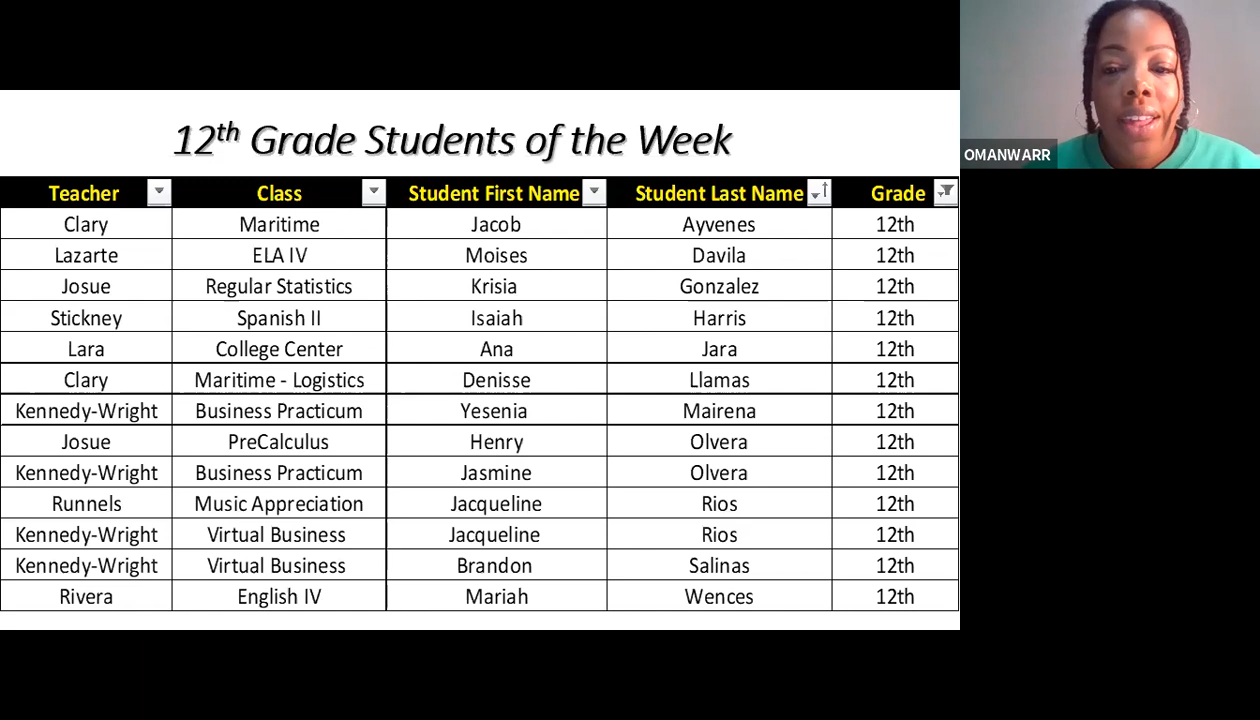 12th Grade Students of the Week
OMANWARR
Teacher Class Student First Name Student Last Name Grade
Clary Maritime Jacob Ayvenes 12th
Lazarte ELA IV Moises Davila 12th
Josue Regular Statistics Krisia Gonzalez 12th
Stickney Spanish II Isaiah Harris 12th
Lara College Center Ana Jara 12th
Clary Maritime - Logistics Denisse Llamas 12th
Kennedy-Wright Business Practicum Yesenia Mairena 12th
Josue PreCalculus Henry Olvera 12th
Kennedy-Wright Business Practicum Jasmine Olvera 12th
Runnels Music Appreciation Jacqueline Rios 12th
Kennedy-Wright Virtual Business Jacqueline Rios 12th
Kennedy-Wright Virtual Business Brandon Salinas 12th
Rivera English IV Mariah Wences 12th